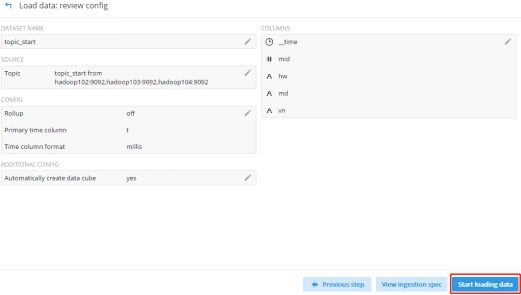 Load data: review config
DATASET NAME
topic_start
SOURCE
Topic topic_start from
hadoop102:9092,hadoop103:9092,hadoop104:9092
CONFIG
Rollup off
Primary time column t
Time column format millis
ADDITIONAL CONFIG
Automatically create data cube yes
COLUMNS
__time
# mid
A hw
A md
A vn
Previous step View ingestion spec Start loading data